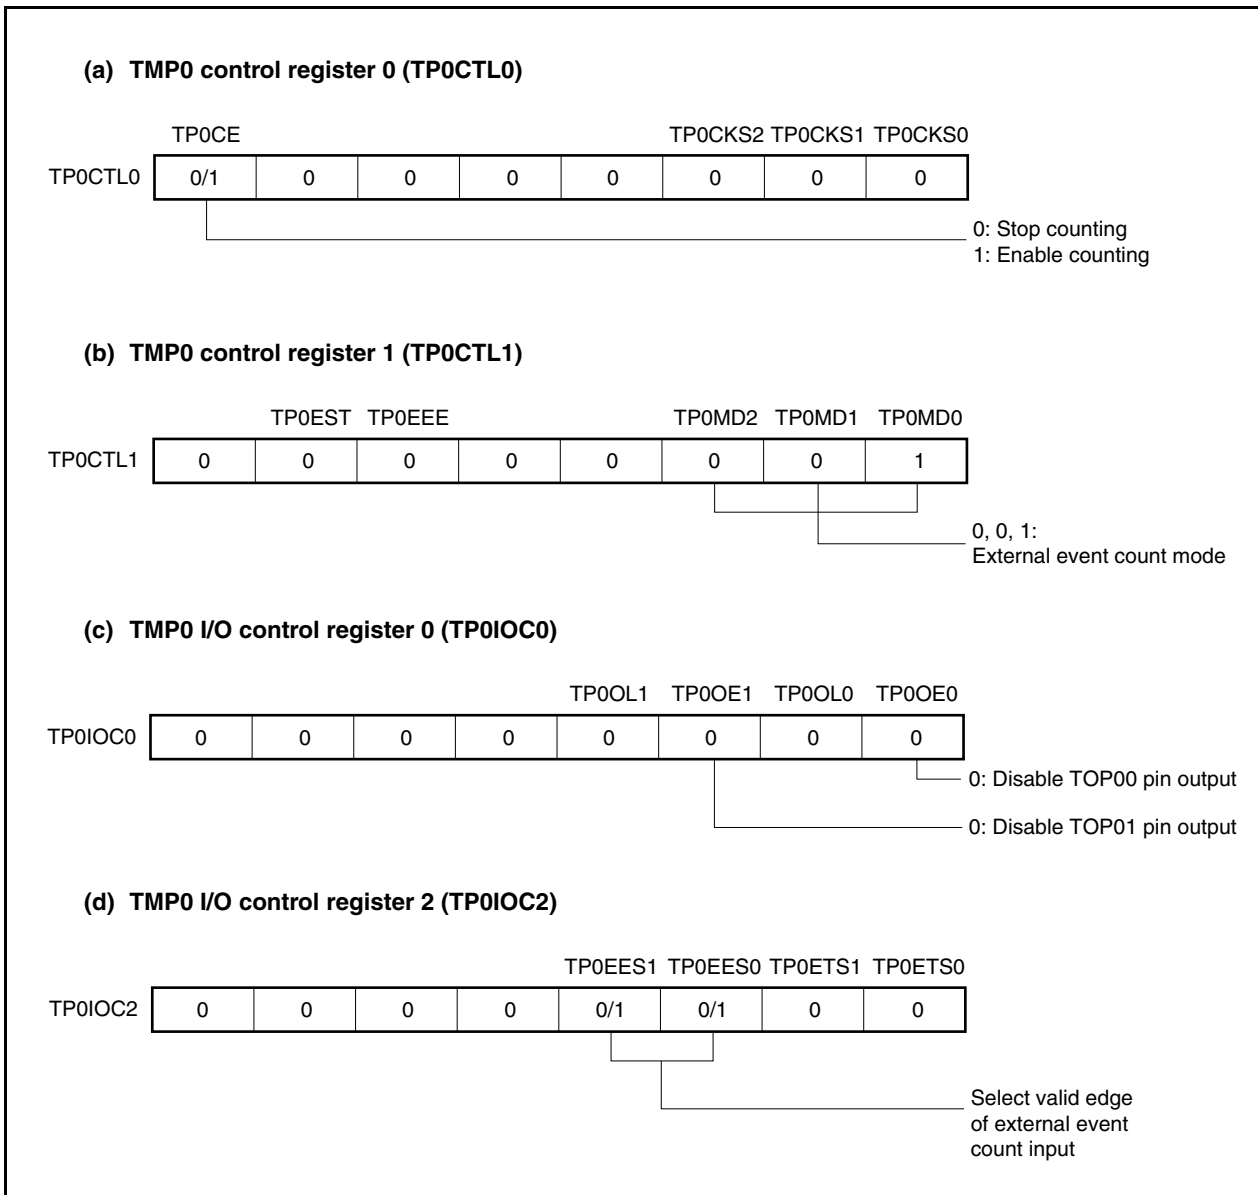 (a) TMP0 control register 0 (TP0CTL0)
TP0CE TP0CKS2 TP0CKS1 TP0CKS0
TP0CTL0 0/1 0 0 0 0 0 0 0
0: Stop counting
1: Enable counting
(b) TMP0 control register 1 (TP0CTL1)
TP0EST TP0EEE TP0MD2 TP0MD1 TP0MD0
TP0CTL1 0 0 0 0 0 0 0 1
0, 0, 1:
External event count mode
(c) TMP0 I/O control register 0 (TP0IOC0)
TP0OL1 TP0OE1 TP0OL0 TP0OE0
TP0IOC0 0 0 0 0 0 0 0 0
0: Disable TOP00 pin output
0: Disable TOP01 pin output
(d) TMP0 I/O control register 2 (TP0IOC2)
TP0EES1 TP0EES0 TP0ETS1 TP0ETS0
TP0IOC2 0 0 0 0 0/1 0/1 0 0
Select valid edge
of external event
count input